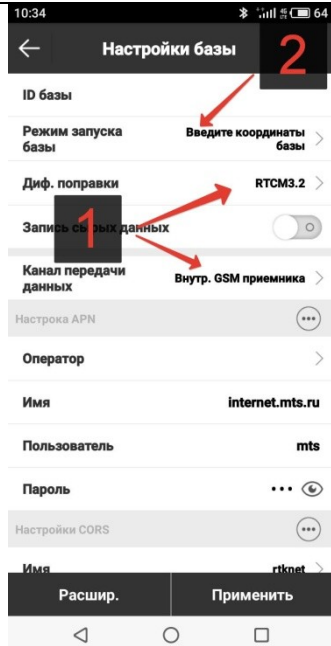 10:34
64
Настройки базы
2
ID базы
Режим запуска базы
Введите координаты базы
Диф. поправки
RTCM3.2
1
Запись сырых данных
Канал передачи данных
Внутр. GSM приемника
Настрока APN
Оператор
Имя
internet.mts.ru
Пользователь
mts
Пароль
Настройки CORS
Имя
rtknet
Расшир.
Применить